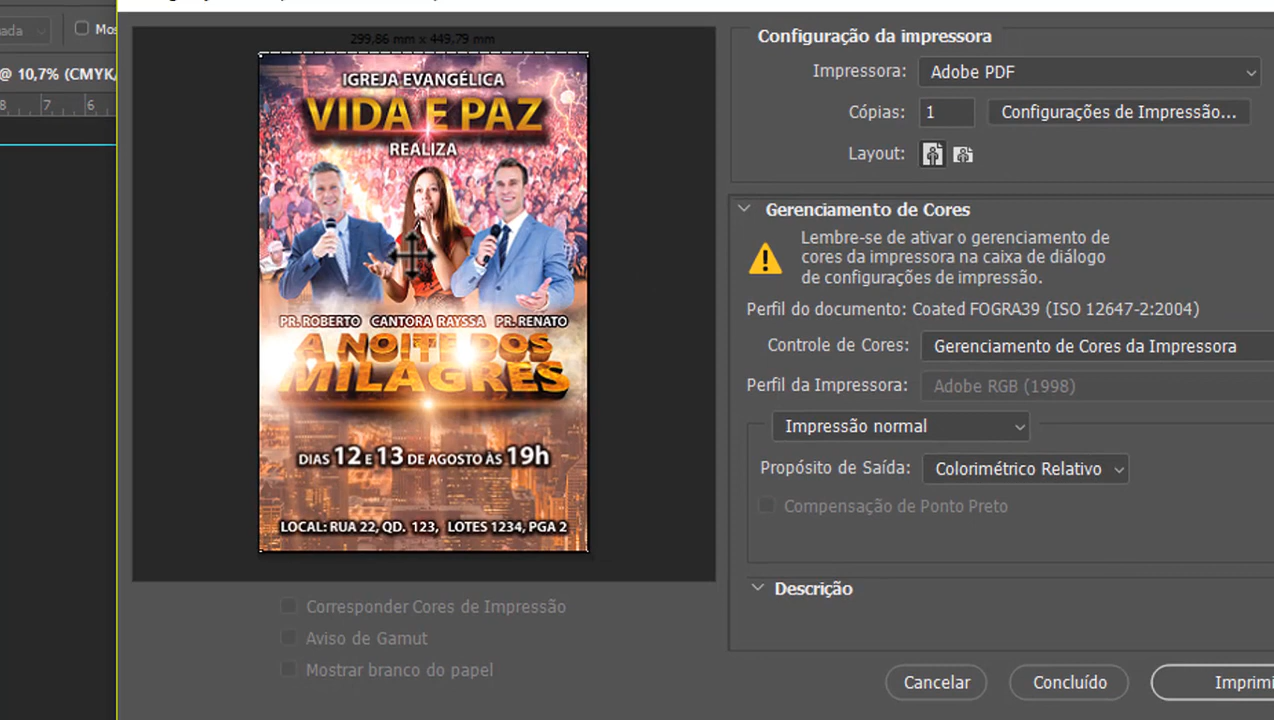 ada
Mos
@ 10,7% (CMYK/
8 7 6
299,86 mm x 449,79 mm
IGREJA EVANGÉLICA
VIDA E PAZ
REALIZA
PR. ROBERTO CANTORA RAYSSA PR. RENATO
A NOITE DOS
MILAGRES
DIAS 12 E 13 DE AGOSTO ÀS 19h
LOCAL: RUA 22, QD. 123, LOTES 1234, PGA 2
Corresponder Cores de Impressão
Aviso de Gamut
Mostrar branco do papel
Configuração da impressora
Impressora: Adobe PDF
Cópias: 1 Configurações de Impressão...
Layout:
Gerenciamento de Cores
Lembre-se de ativar o gerenciamento de
cores da impressora na caixa de diálogo
de configurações de impressão.
Perfil do documento: Coated FOGRA39 (ISO 12647-2:2004)
Controle de Cores: Gerenciamento de Cores da Impressora
Perfil da Impressora: Adobe RGB (1998)
Impressão normal
Propósito de Saída: Colorimétrico Relativo
Compensação de Ponto Preto
Descrição
Cancelar Concluído Imprimi